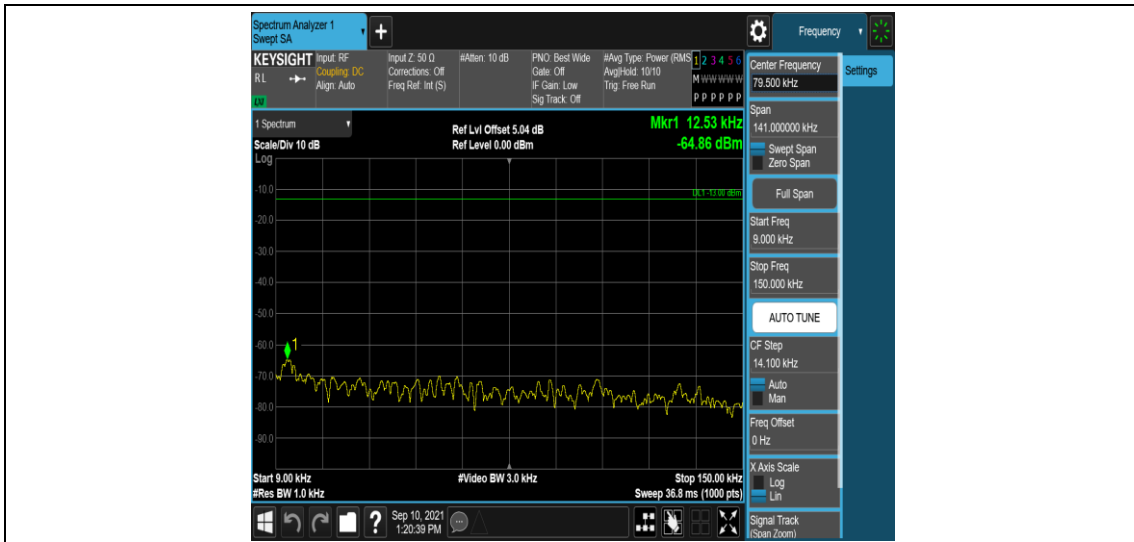 Spectrum Analyzer 1
Swept SA
+
Frequency
KEYSIGHT
RL
LXI
Input: RF
Coupling: DC
Align: Auto
Input Z: 50 Ω
Corrections: Off
Freq Ref: Int (S)
#Atten: 10 dB
PNO: Best Wide
Gate: Off
IF Gain: Low
Sig Track: Off
#Avg Type: Power (RMS
Avg|Hold: 10/10
Trig: Free Run
1 2 3 4 5 6
M W W W W W
P P P P P P
1 Spectrum
Scale/Div 10 dB
Log
Ref Lvl Offset 5.04 dB
Ref Level 0.00 dBm
Mkr1 12.53 kHz
-64.86 dBm
DL1 -13.00 dBm
-10.0
-20.0
-30.0
-40.0
-50.0
-60.0
-70.0
-80.0
-90.0
1
Start 9.00 kHz
#Res BW 1.0 kHz
#Video BW 3.0 kHz
Stop 150.00 kHz
Sweep 36.8 ms (1000 pts)
Center Frequency
79.500 kHz
Settings
Span
141.000000 kHz
Swept Span
Zero Span
Full Span
Start Freq
9.000 kHz
Stop Freq
150.000 kHz
AUTO TUNE
CF Step
14.100 kHz
Auto
Man
Freq Offset
0 Hz
X Axis Scale
Log
Lin
Signal Track
(Span Zoom)
?
Sep 10, 2021
1:20:39 PM